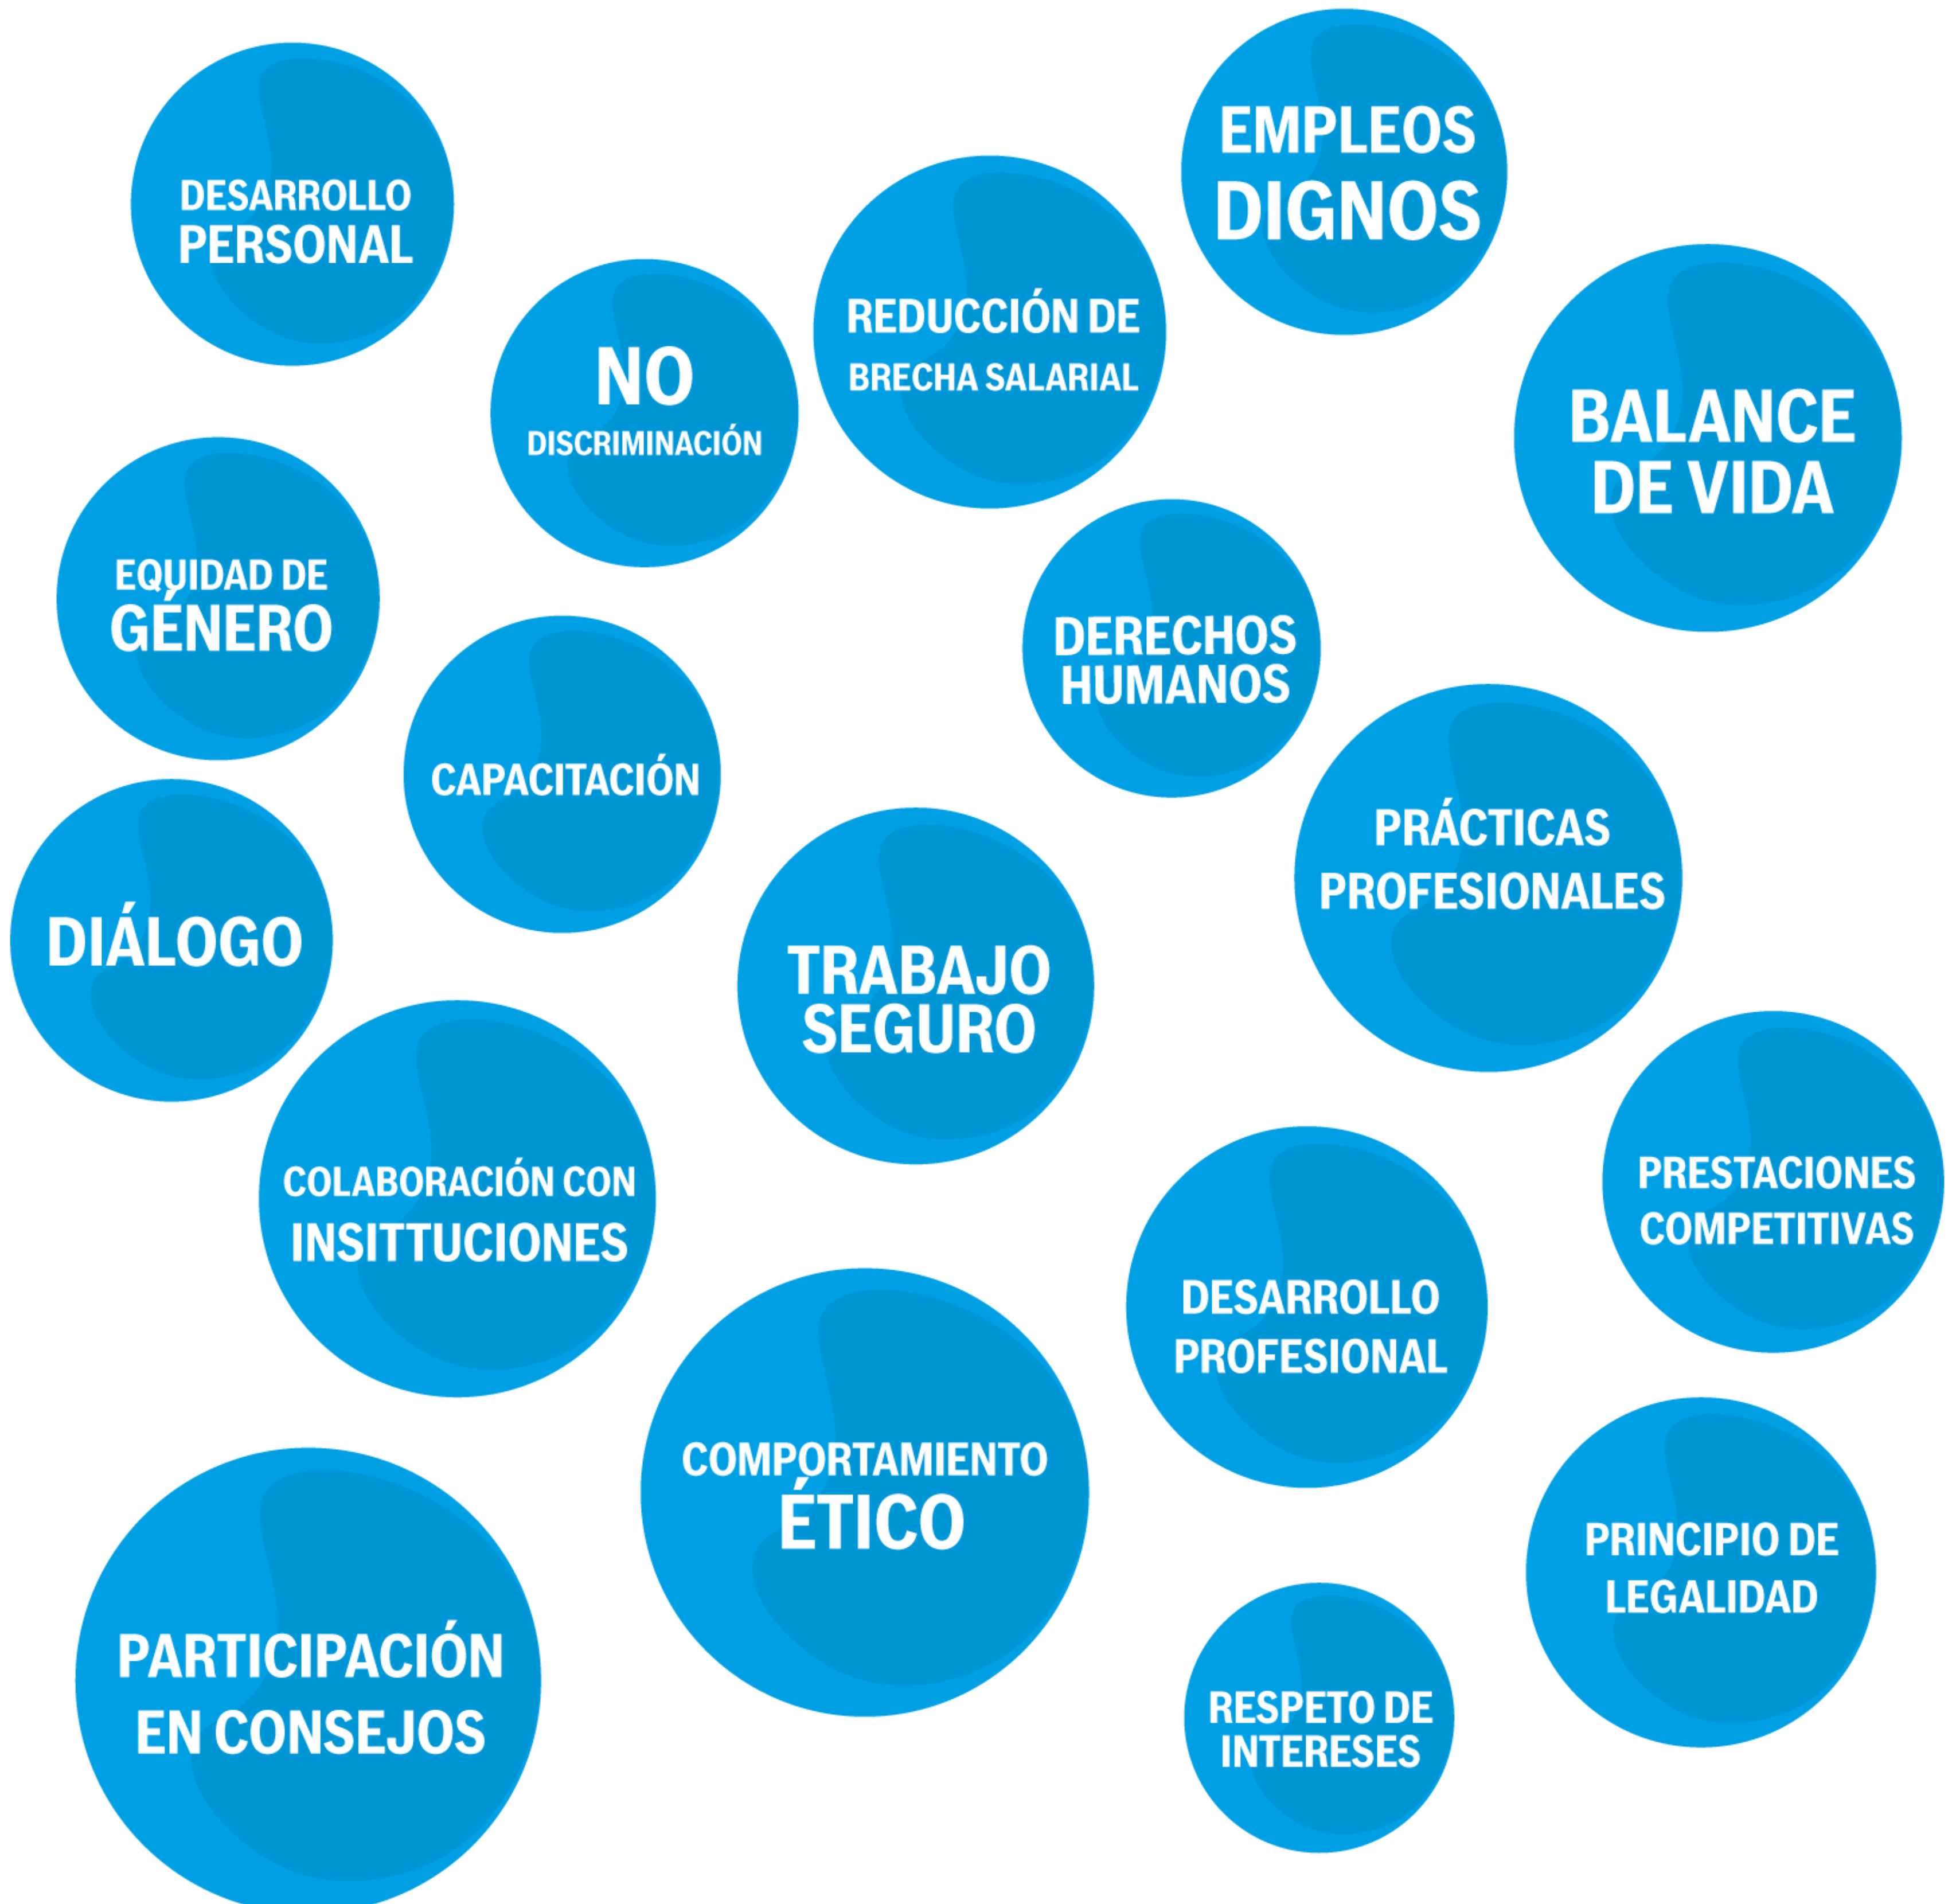 EMPLEOS
DIGNOS
DESARROLLO
PERSONAL
REDUCCIÓN DE
BRECHA SALARIAL
NO
DISCRIMINACIÓN
BALANCE
DE VIDA
EQUIDAD DE
GÉNERO
DERECHOS
HUMANOS
CAPACITACIÓN
PRÁCTICAS
PROFESIONALES
DIÁLOGO
TRABAJO
SEGURO
COLABORACIÓN CON
INSITTUCIONES
PRESTACIONES
COMPETITIVAS
DESARROLLO
PROFESIONAL
COMPORTAMIENTO
ÉTICO
PRINCIPIO DE
LEGALIDAD
PARTICIPACIÓN
EN CONSEJOS
RESPETO DE
INTERESES